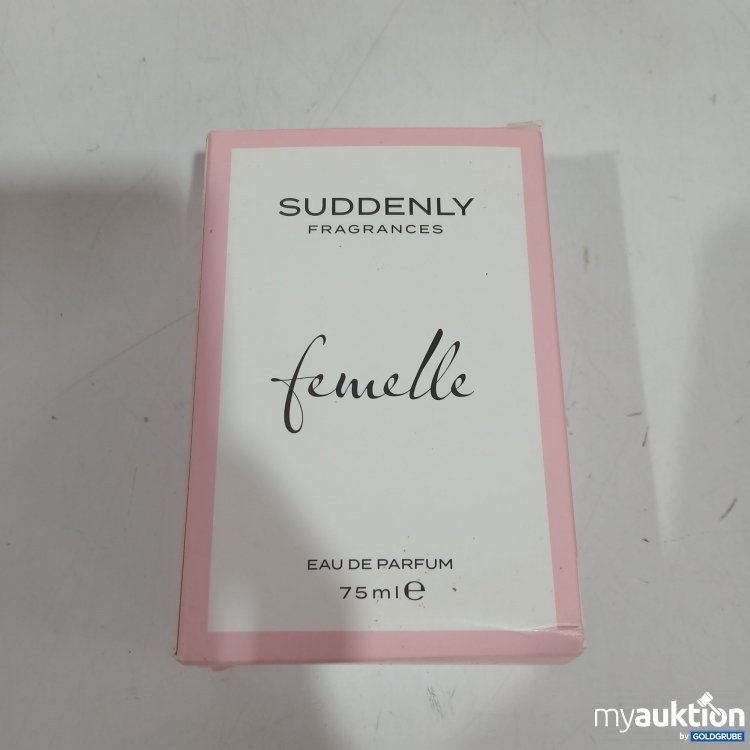 SUDDENLY
FRAGRANCES
femelle
EAU DE PARFUM
75ml e
myauktion
by GOLDGRUBE